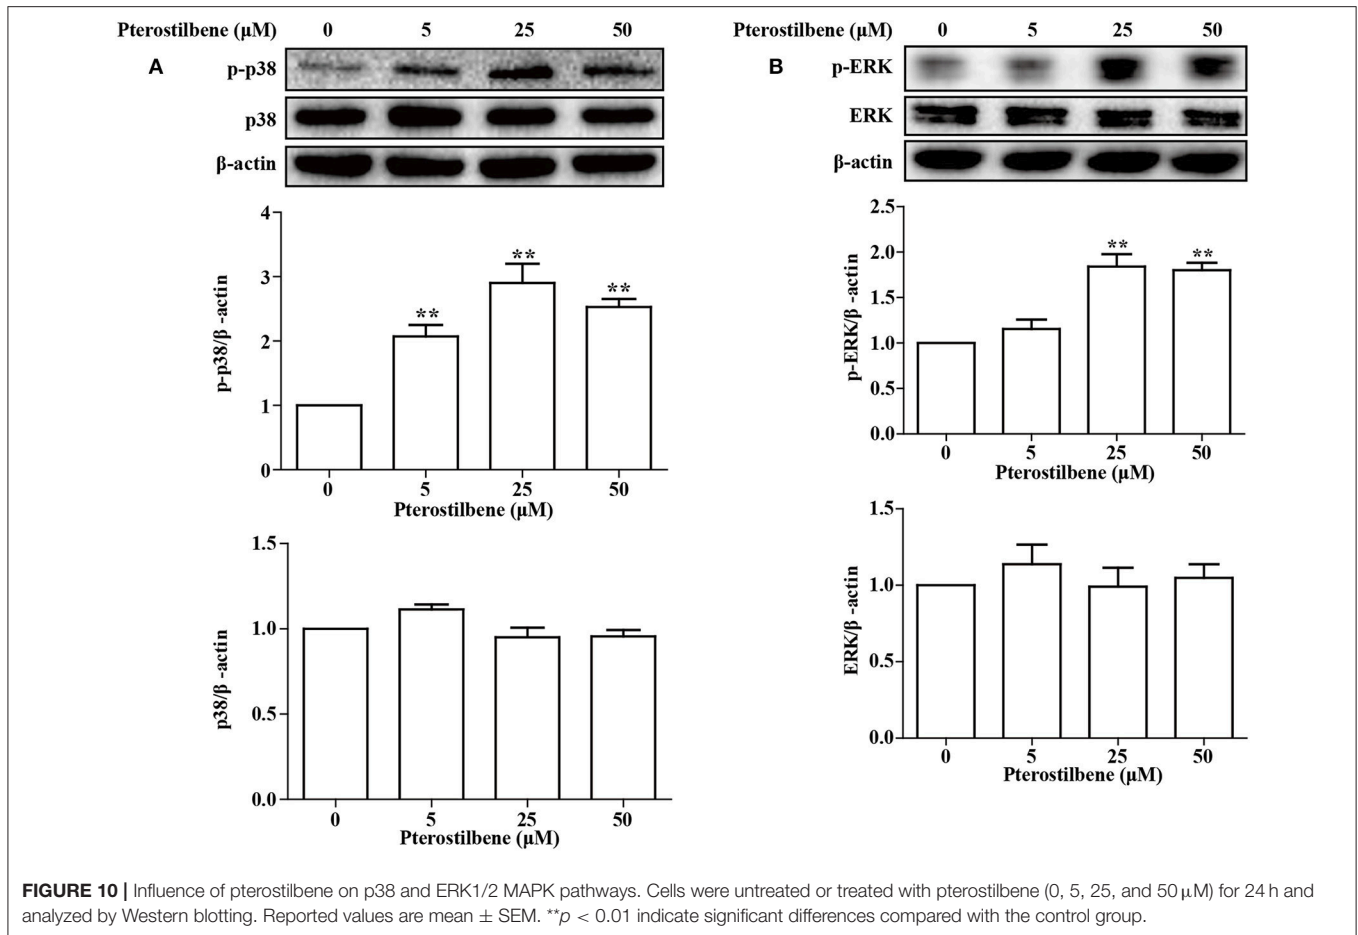 Pterostilbene (µM) 0 5 25 50
A
p-p38
p38
β-actin
4
3
2
1
0
p-p38/β -actin
**
**
**
0 5 25 50
Pterostilbene (µM)
1.5
1.0
0.5
0.0
p38/β -actin
0 5 25 50
Pterostilbene (µM)
Pterostilbene (µM) 0 5 25 50
B
p-ERK
ERK
β-actin
2.5
2.0
1.5
1.0
0.5
0.0
p-ERK/β -actin
**
**
0 5 25 50
Pterostilbene (µM)
1.5
1.0
0.5
0.0
ERK/β -actin
0 5 25 50
Pterostilbene (µM)
FIGURE 10 | Influence of pterostilbene on p38 and ERK1/2 MAPK pathways. Cells were untreated or treated with pterostilbene (0, 5, 25, and 50 µM) for 24 h and
analyzed by Western blotting. Reported values are mean ± SEM. **p < 0.01 indicate significant differences compared with the control group.